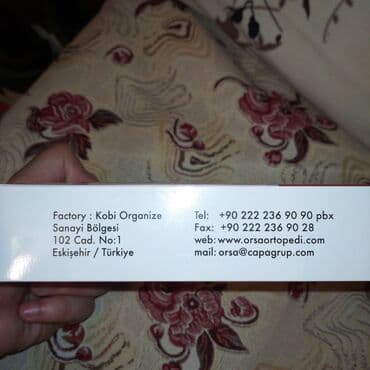 Factory : Kobi Organize
Sanayi Bölgesi
102 Cad. No:1
Eskişehir / Türkiye
Tel: +90 222 236 90 90 pbx
Fax: +90 222 236 90 28
web: www.orsaortopedi.com
mail: orsa@capagrup.com